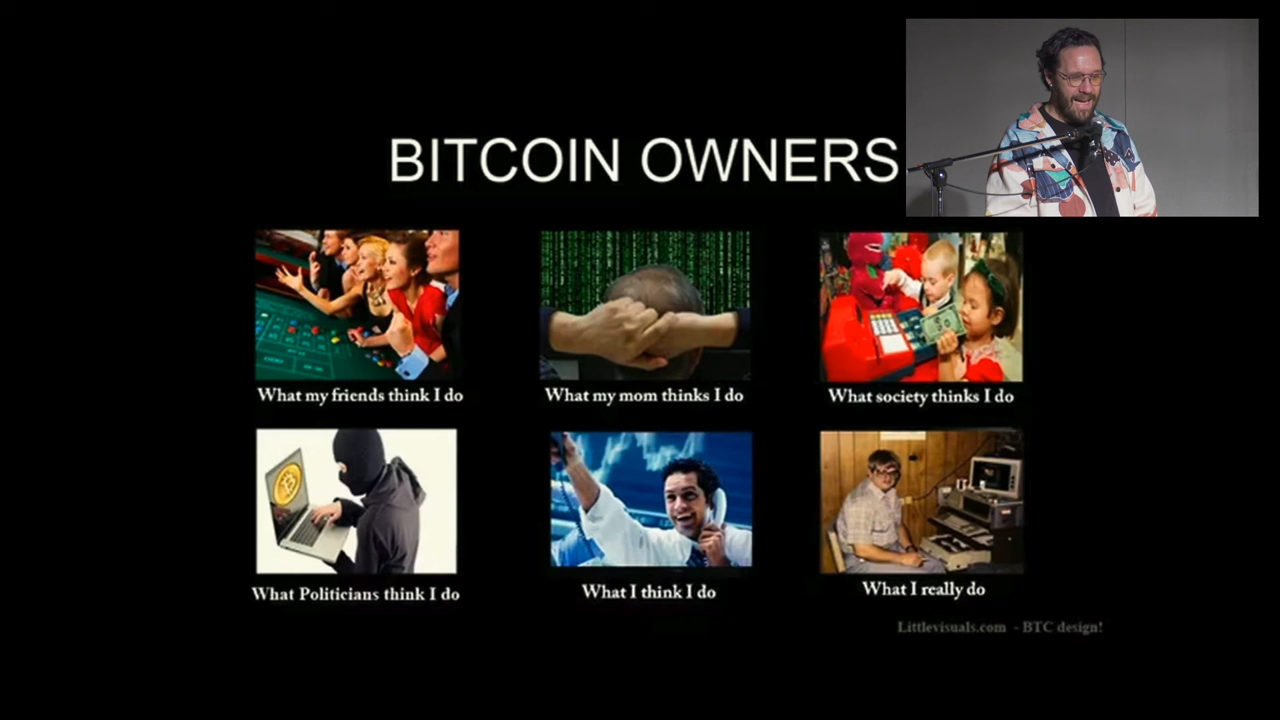 BITCOIN OWNERS
What my friends think I do
What my mom thinks I do
What society thinks I do
What Politicians think I do
What I think I do
What I really do
Littlevisuals.com - BTC design!